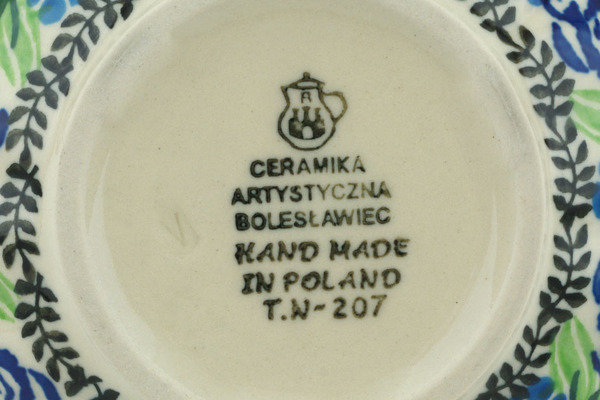 CERAMIKA
ARTYSTYCZNA
BOLESŁAWIEC
HAND MADE
IN POLAND
T.N-207